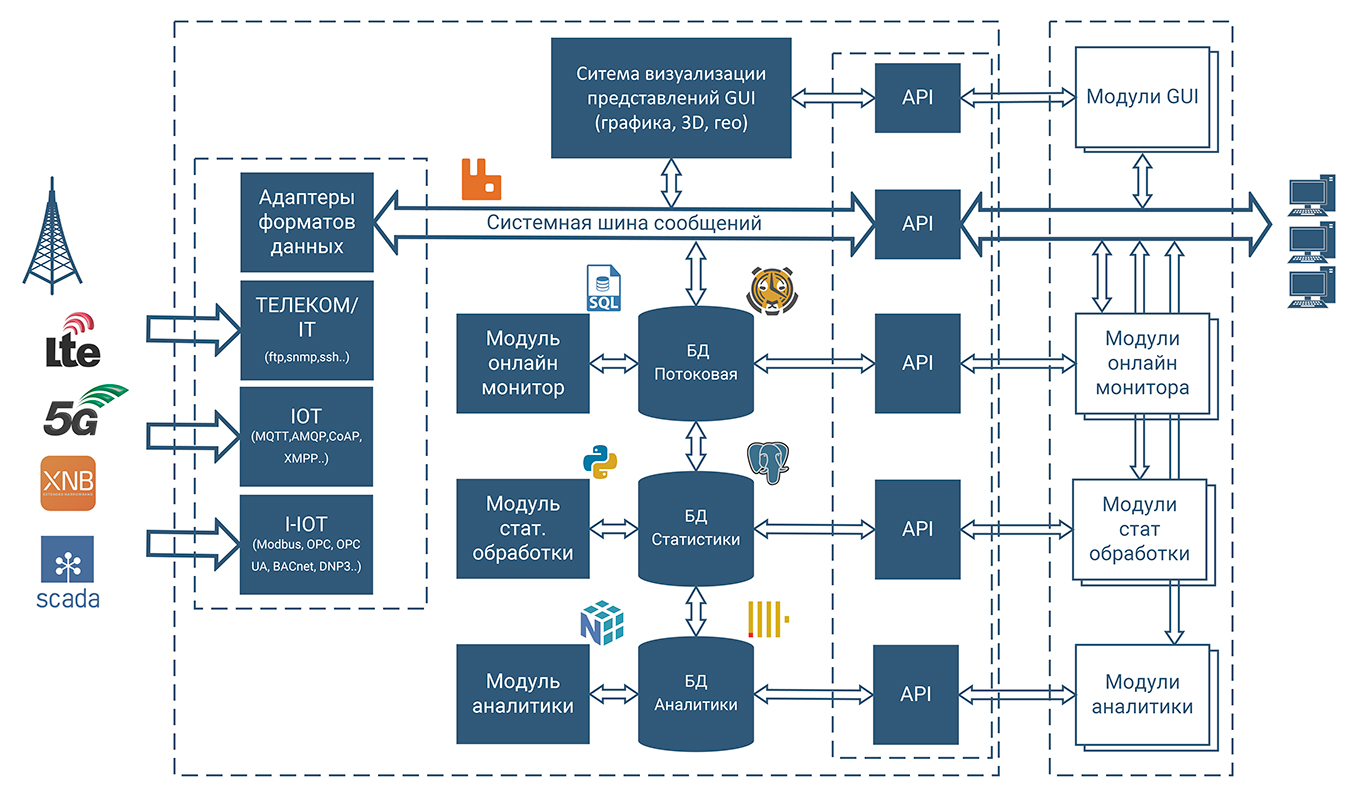 Ситема визуализации
представлений GUI
(графика, 3D, гео)
API
Модули GUI
Адаптеры
форматов
данных
Системная шина сообщений
API
SQL
ТЕЛЕКОМ/
IT
(ftp,snmp,ssh..)
Lte
Модуль
онлайн
монитор
БД
Потоковая
API
Модули
онлайн
монитора
5G
IOT
(MQTT,AMQP,CoAP,
XMPP..)
XNB
Модуль
стат.
обработки
БД
Статистики
API
Модули
стат
обработки
I-IOT
(Modbus, OPC, OPC
UA, BACnet, DNP3..)
scada
N
Модуль
аналитики
БД
Аналитики
API
Модули
аналитики